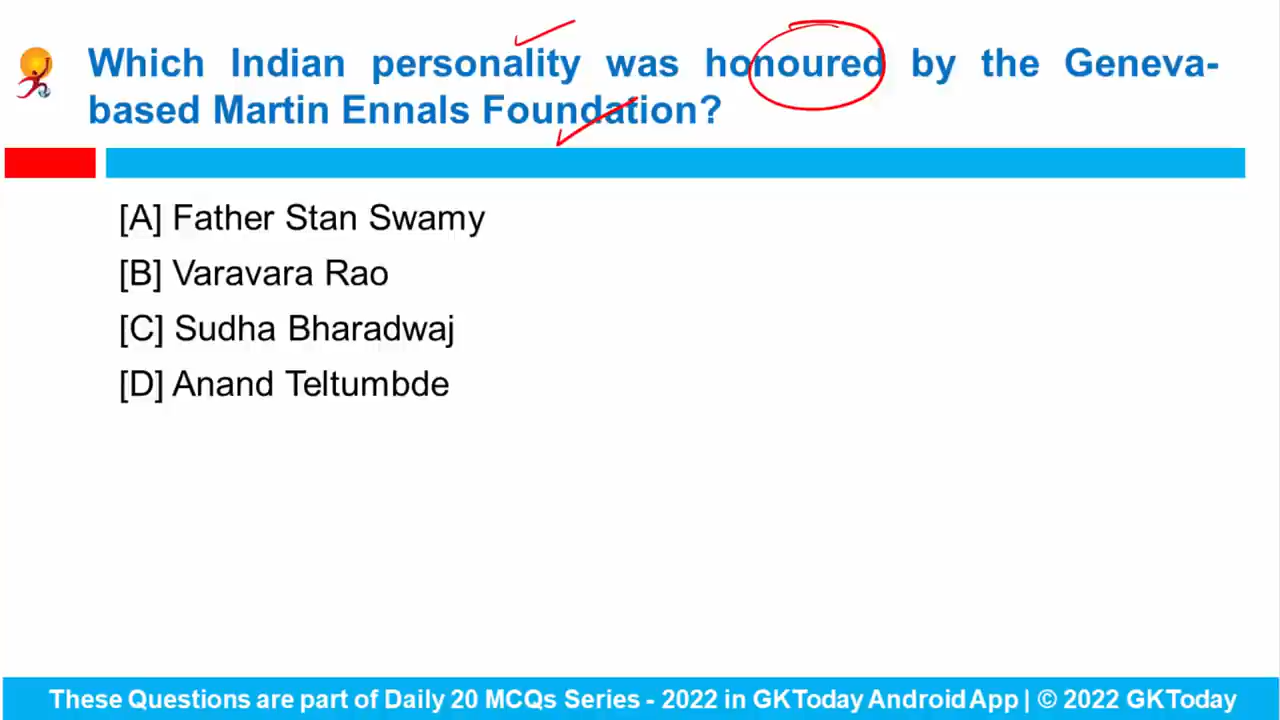 Which Indian personality was honoured by the Geneva-
based Martin Ennals Foundation?
[A] Father Stan Swamy
[B] Varavara Rao
[C] Sudha Bharadwaj
[D] Anand Teltumbde
These Questions are part of Daily 20 MCQs Series - 2022 in GKToday Android App | © 2022 GKToday